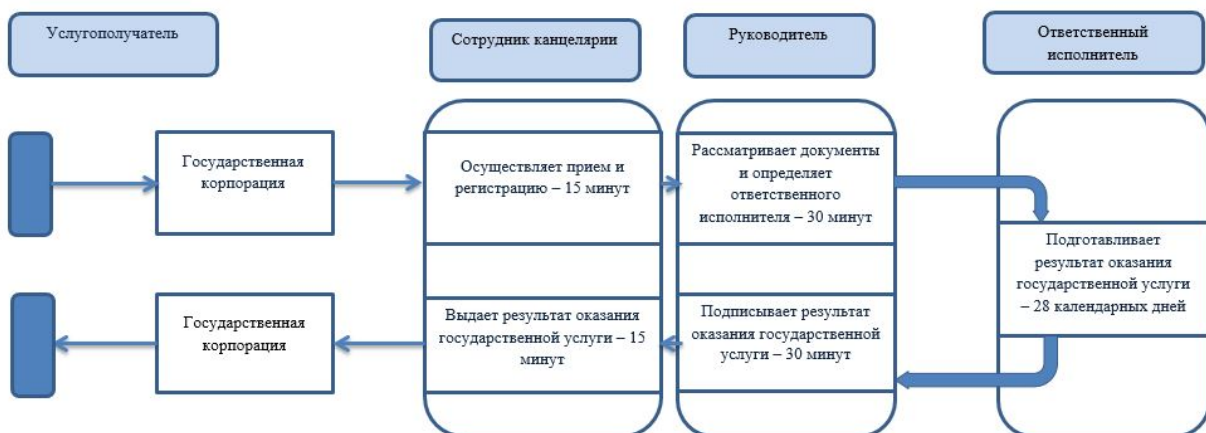 Услугополучатель
Сотрудник канцелярии
Руководитель
Ответственный
исполнитель
Государственная
корпорация
Осуществляет прием и
регистрацию – 15 минут
Рассматривает документы
и определяет
ответственного
исполнителя – 30 минут
Подготавливает
результат оказания
государственной услуги
– 28 календарных дней
Государственная
корпорация
Выдает результат оказания
государственной услуги – 15
минут
Подписывает результат
оказания государственной
услуги – 30 минут